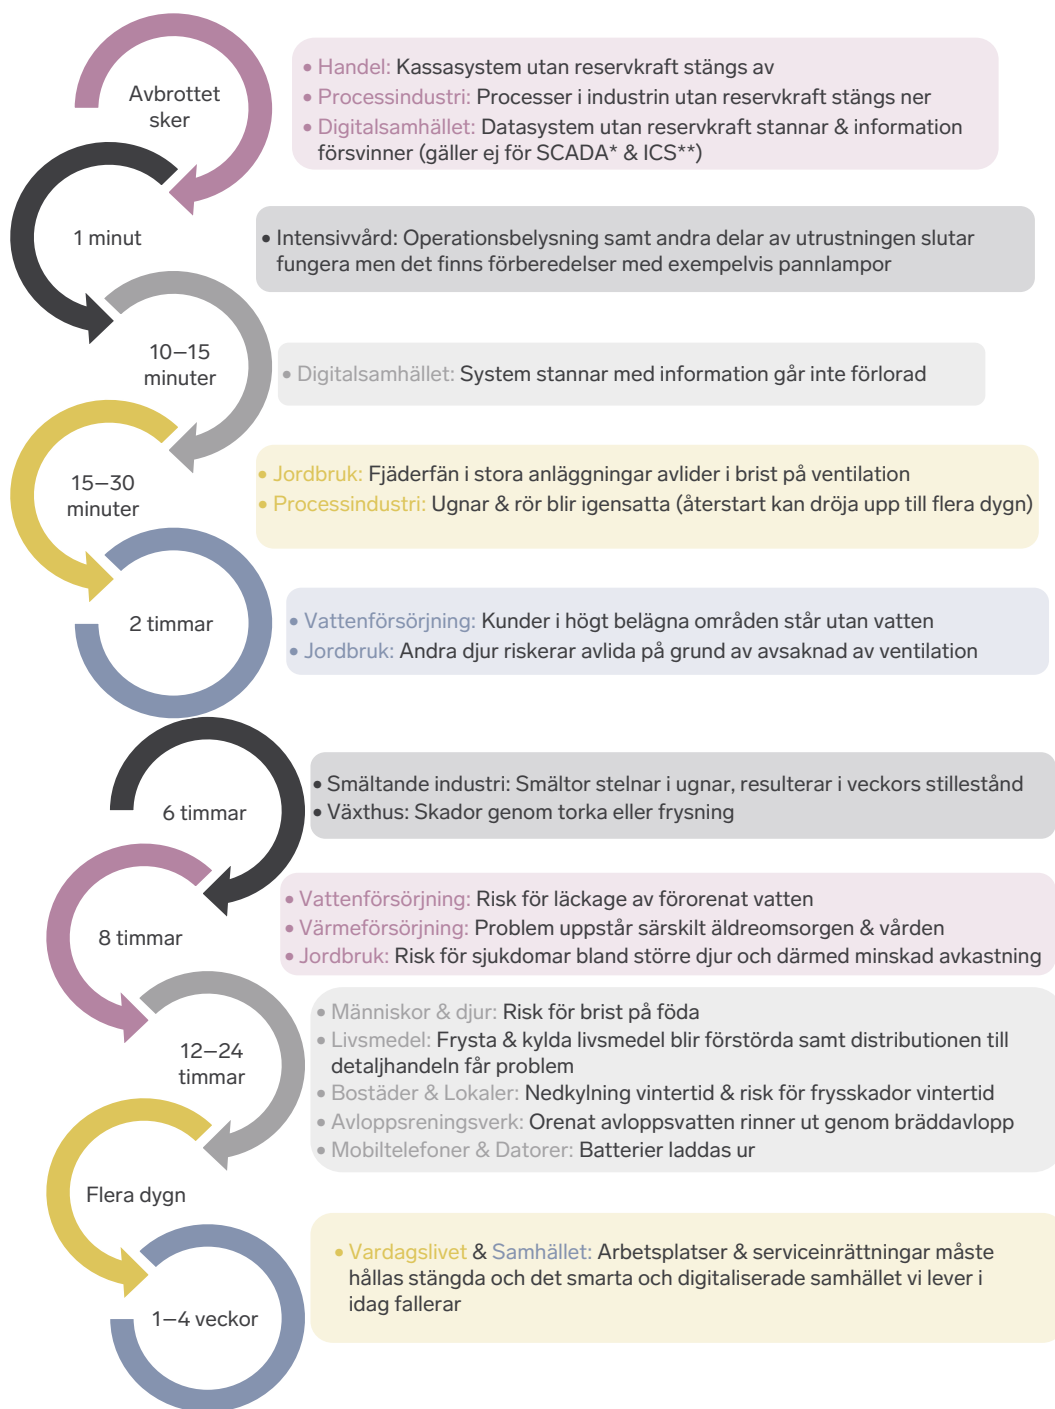 Avbrottet
sker
• Handel: Kassasystem utan reservkraft stängs av
• Processindustri: Processer i industrin utan reservkraft stängs ner
• Digitalsamhället: Datasystem utan reservkraft stannar & information
försvinner (gäller ej för SCADA* & ICS**)
1 minut
• Intensivvård: Operationsbelysning samt andra delar av utrustningen slutar
fungera men det finns förberedelser med exempelvis pannlampor
10–15
minuter
• Digitalsamhället: System stannar med information går inte förlorad
15–30
minuter
• Jordbruk: Fjäderfän i stora anläggningar avlider i brist på ventilation
• Processindustri: Ugnar & rör blir igensatta (återstart kan dröja upp till flera dygn)
2 timmar
• Vattenförsörjning: Kunder i högt belägna områden står utan vatten
• Jordbruk: Andra djur riskerar avlida på grund av avsaknad av ventilation
6 timmar
• Smältande industri: Smältor stelnar i ugnar, resulterar i veckors stillestånd
• Växthus: Skador genom torka eller frysning
8 timmar
• Vattenförsörjning: Risk för läckage av förorenat vatten
• Värmeförsörjning: Problem uppstår särskilt äldreomsorgen & vården
• Jordbruk: Risk för sjukdomar bland större djur och därmed minskad avkastning
12–24
timmar
• Människor & djur: Risk för brist på föda
• Livsmedel: Frysta & kylda livsmedel blir förstörda samt distributionen till
detaljhandeln får problem
• Bostäder & Lokaler: Nedkylning vintertid & risk för frysskador vintertid
• Avloppsreningsverk: Orenat avloppsvatten rinner ut genom bräddavlopp
• Mobiltelefoner & Datorer: Batterier laddas ur
Flera dygn
• Vardagslivet & Samhället: Arbetsplatser & serviceinrättningar måste
hållas stängda och det smarta och digitaliserade samhället vi lever i
idag fallerar
1–4 veckor